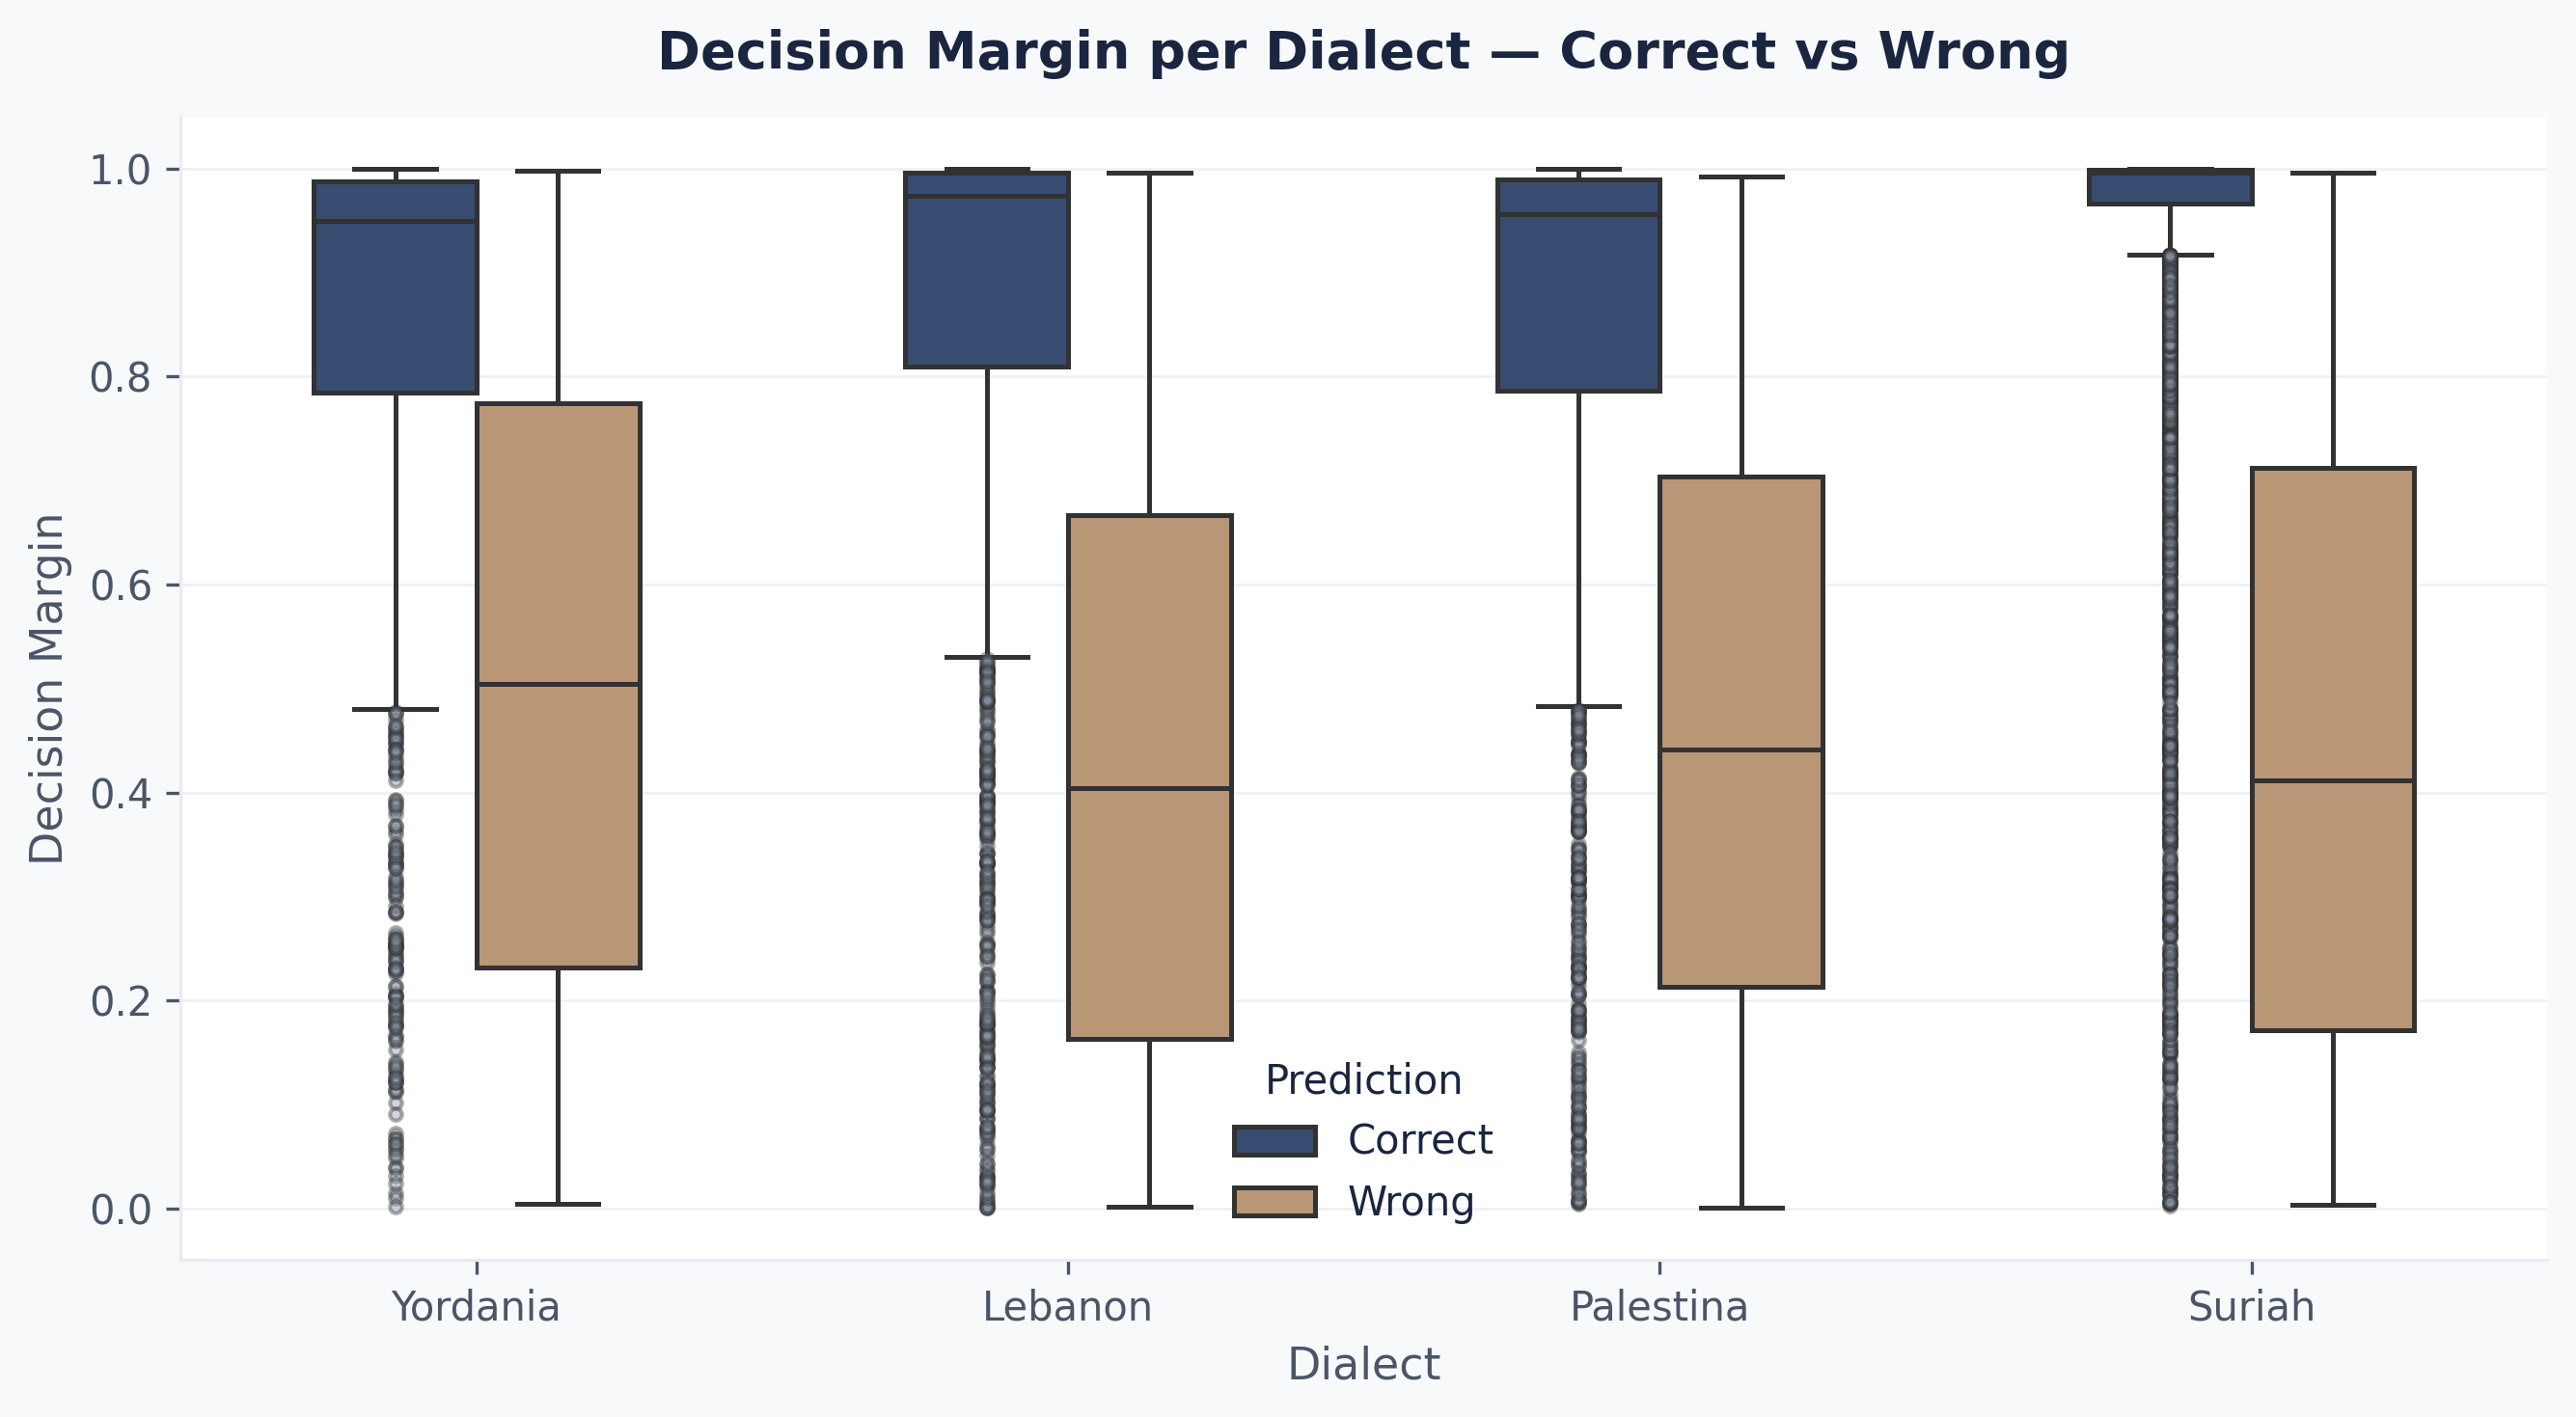 Decision Margin per Dialect — Correct vs Wrong
Decision Margin
1.0
0.8
0.6
0.4
0.2
0.0
Prediction
Correct
Wrong
Yordania
Lebanon
Palestina
Suriah
Dialect